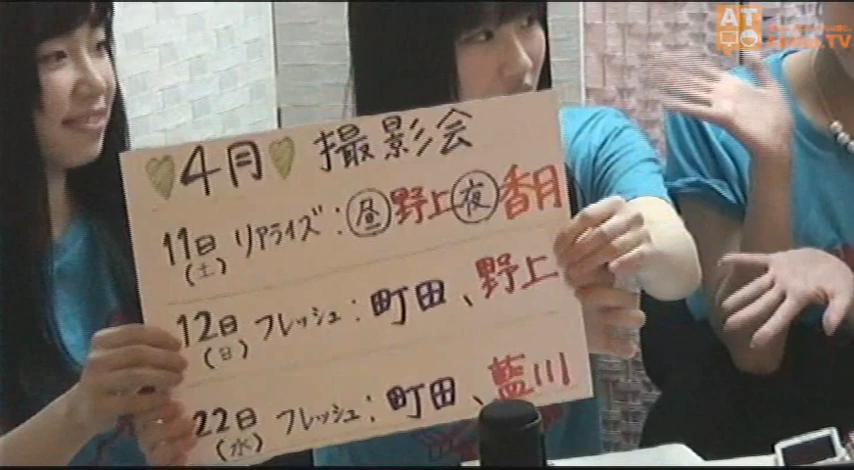 AT
.TV
4月 撮影会
11日(土) リアライズ:昼野上夜香月
12日(日) フレッシュ:町田、野上
22日(水) フレッシュ:町田、藍川